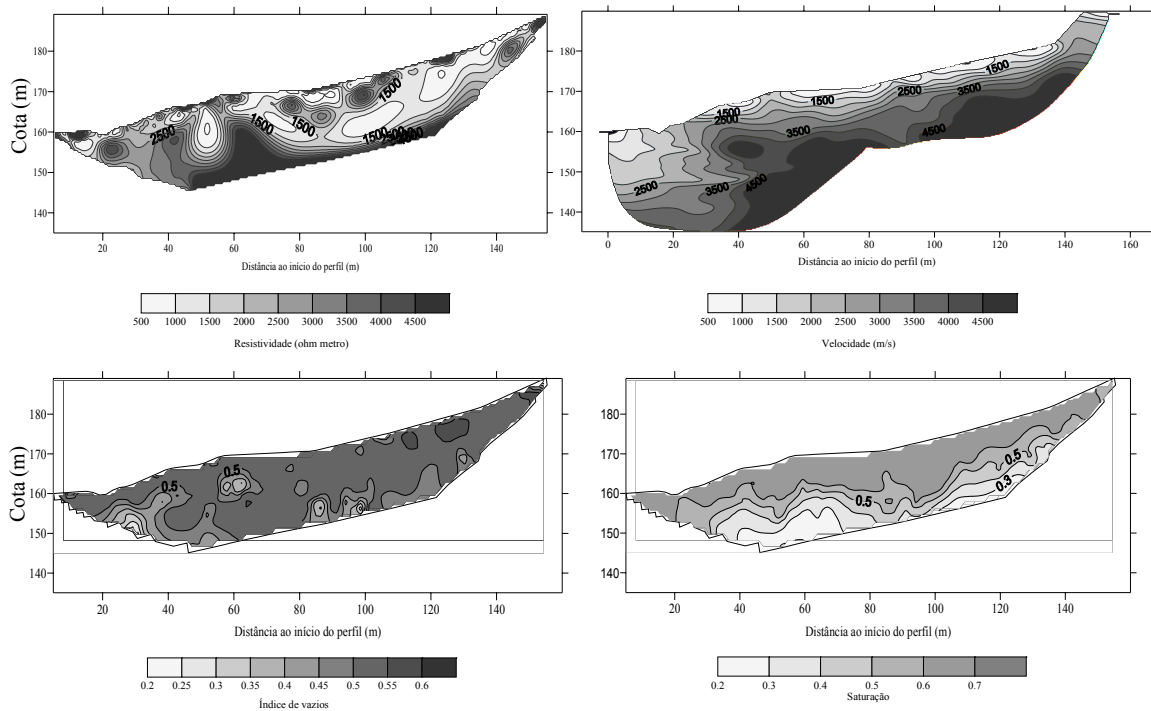 Cota (m)
180
170
160
150
140
20 40 60 80 100 120 140
Distância ao início do perfil (m)
2500 1500 1500 1500 1500
500 1000 1500 2000 2500 3000 3500 4000 4500
Resistividade (ohm metro)
180
170
160
150
140
0 20 40 60 80 100 120 140 160
Distância ao início do perfil (m)
1500 2500 1500 2500 1500 3500 3500 4500 2500 3500 4500
500 1000 1500 2000 2500 3000 3500 4000 4500
Velocidade (m/s)
Cota (m)
180
170
160
150
140
20 40 60 80 100 120 140
Distância ao início do perfil (m)
0.5 0.5
0.2 0.25 0.3 0.35 0.4 0.45 0.5 0.55 0.6
Índice de vazios
180
170
160
150
140
20 40 60 80 100 120 140
Distância ao início do perfil (m)
0.5 0.5 0.3
0.2 0.3 0.4 0.5 0.6 0.7
Saturação